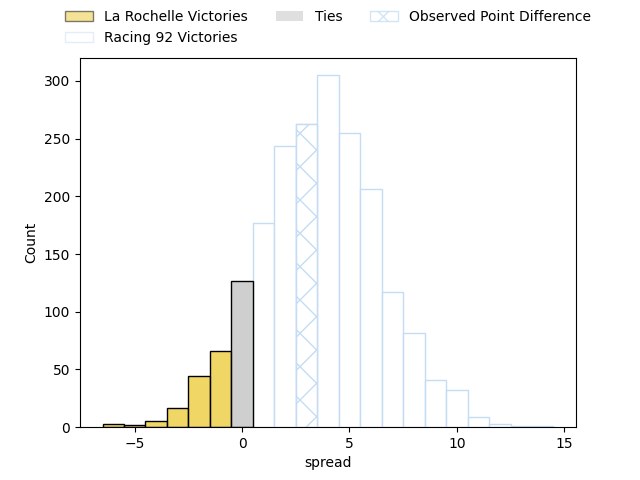 La Rochelle Victories
Ties
Observed Point Difference
Racing 92 Victories
300
250
200
150
100
50
0
Count
−5
0
5
10
15
spread